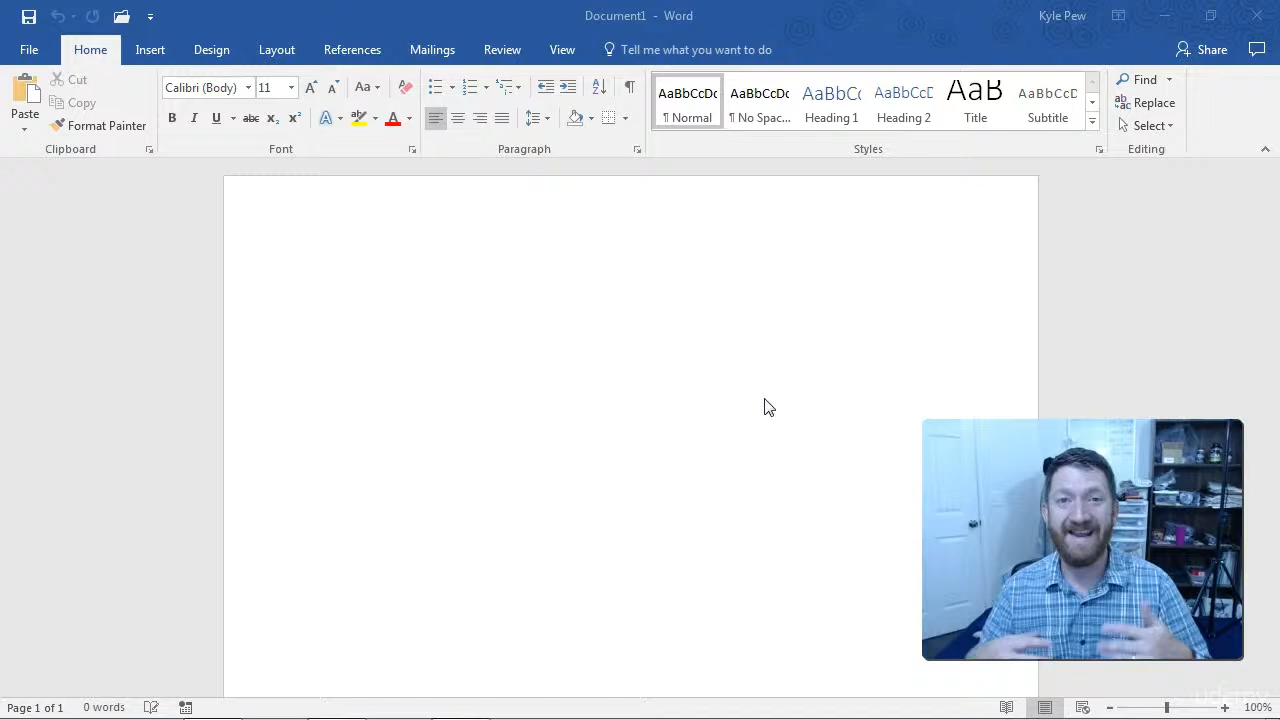 Document1 - Word
Kyle Pew
File
Home
Insert
Design
Layout
References
Mailings
Review
View
Tell me what you want to do
Share
Paste
Cut
Copy
Format Painter
Clipboard
Calibri (Body)
11
Aa
B I U abc x₂ x²
A ab A
Font
Paragraph
AaBbCcDc
¶ Normal
AaBbCcDc
¶ No Spac...
AaBbCc
Heading 1
AaBbCcD
Heading 2
AaB
Title
AaBbCcD
Subtitle
Styles
Find
Replace
Select
Editing
Page 1 of 1
0 words
100%
udemy